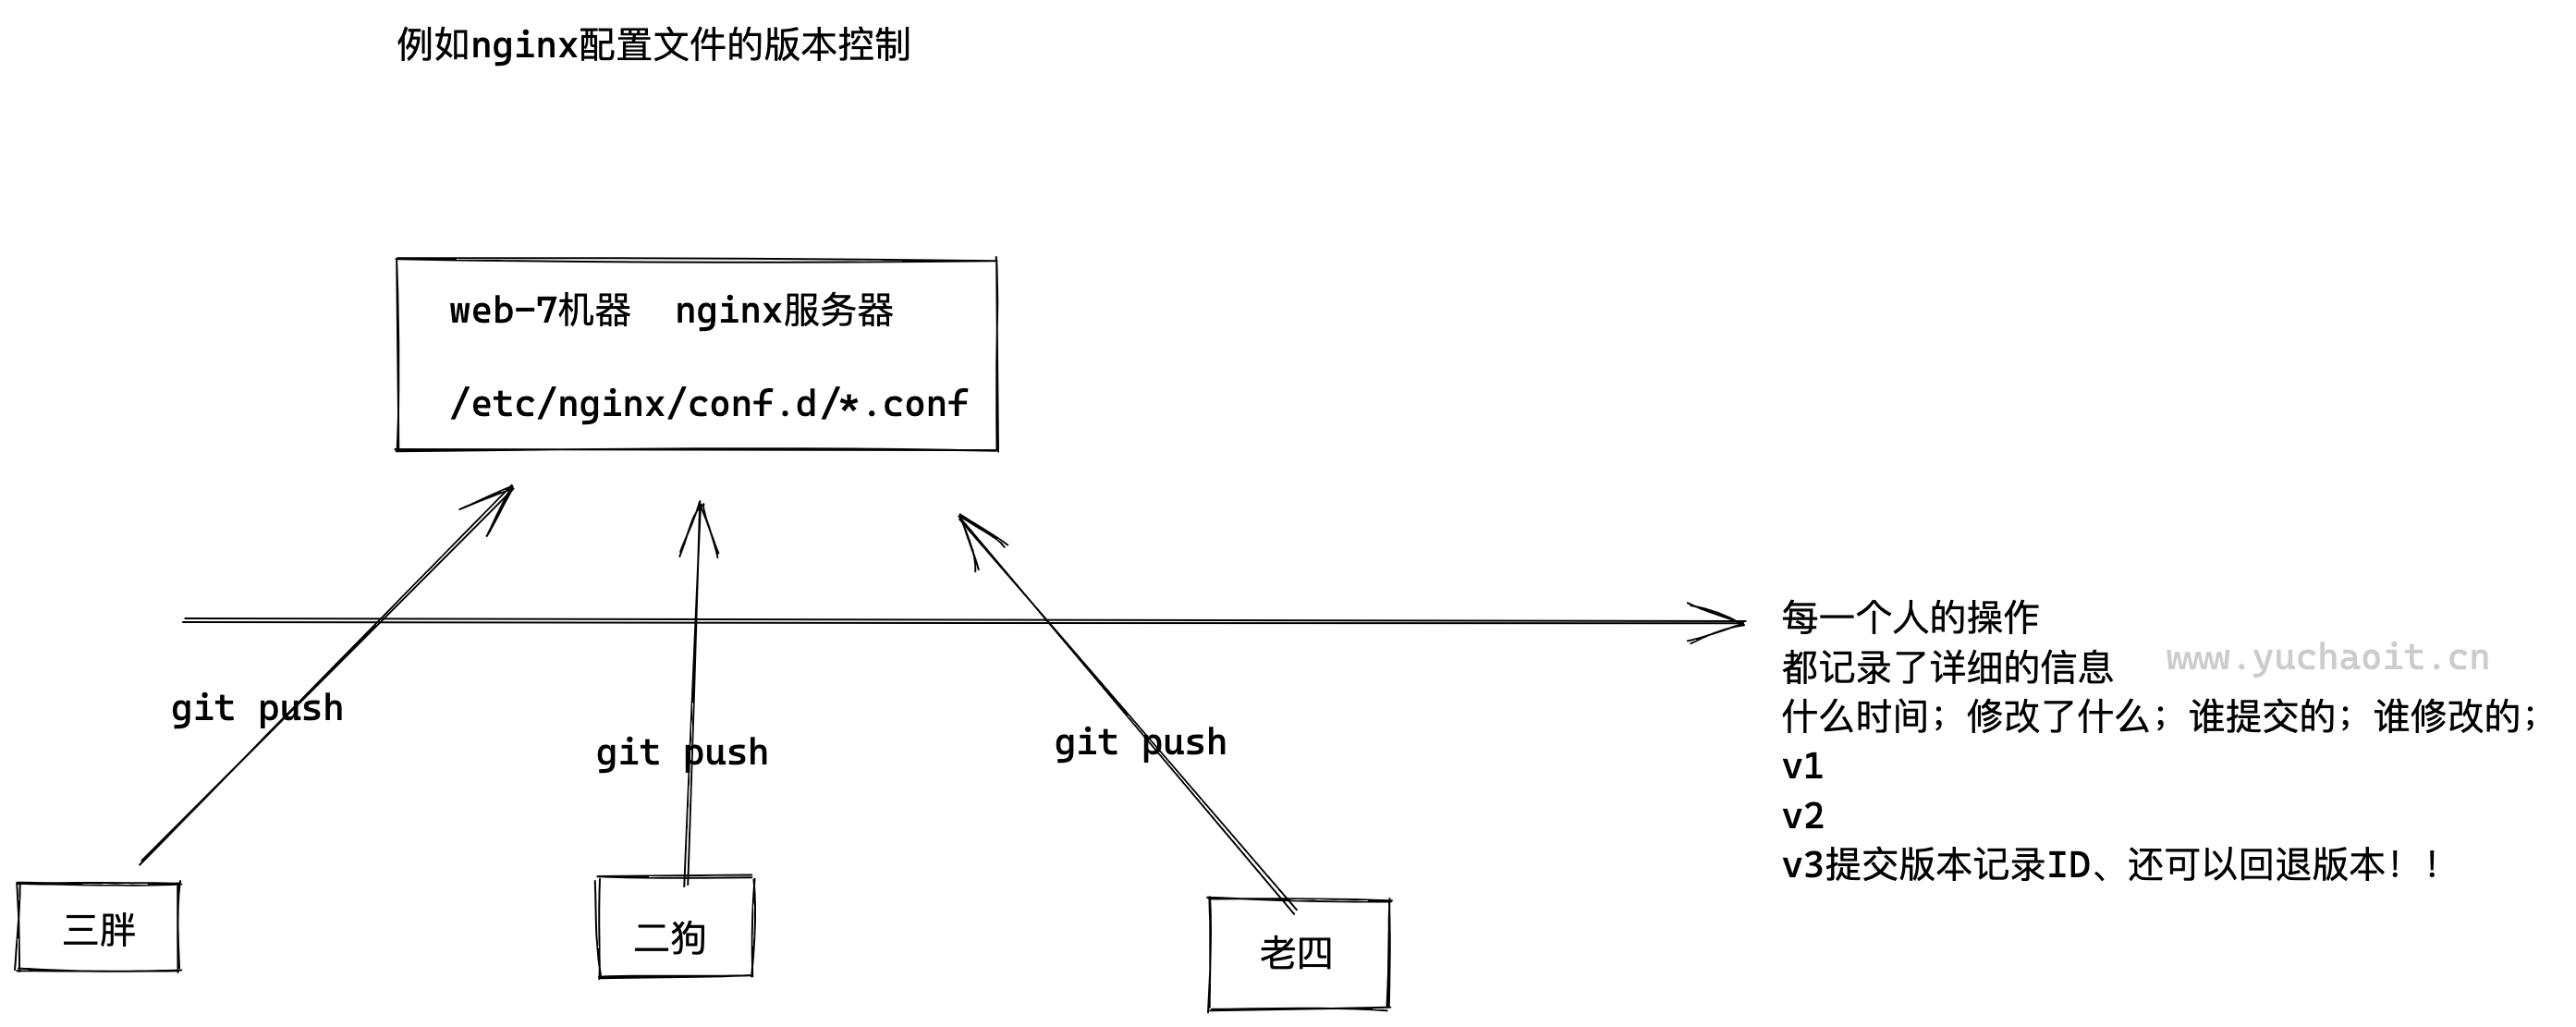 例如nginx配置文件的版本控制
web-7机器  nginx服务器
/etc/nginx/conf.d/*.conf
每一个人的操作
都记录了详细的信息
www.yuchaoit.cn
什么时间；修改了什么；谁提交的；谁修改的；
v1
v2
v3提交版本记录ID、还可以回退版本！！
git push
git push
git push
三胖
二狗
老四